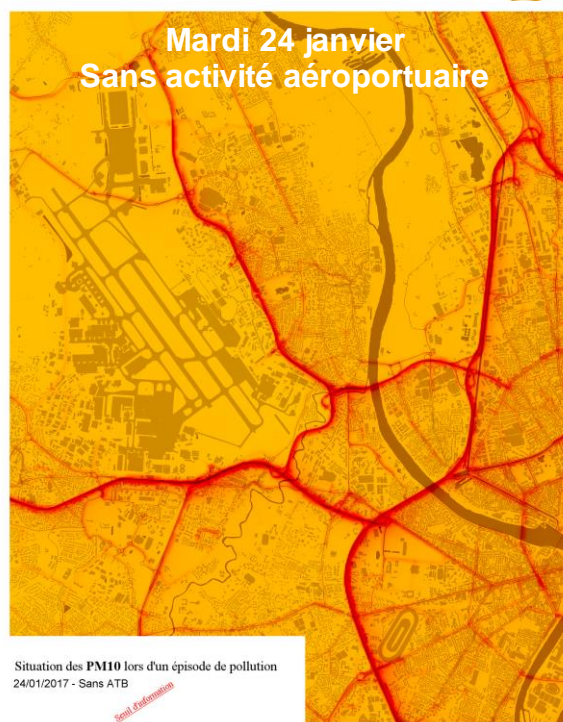 Mardi 24 janvier
Sans activité aéroportuaire
Situation des PM10 lors d'un épisode de pollution
24/01/2017 - Sans ATB
Seuil d'information